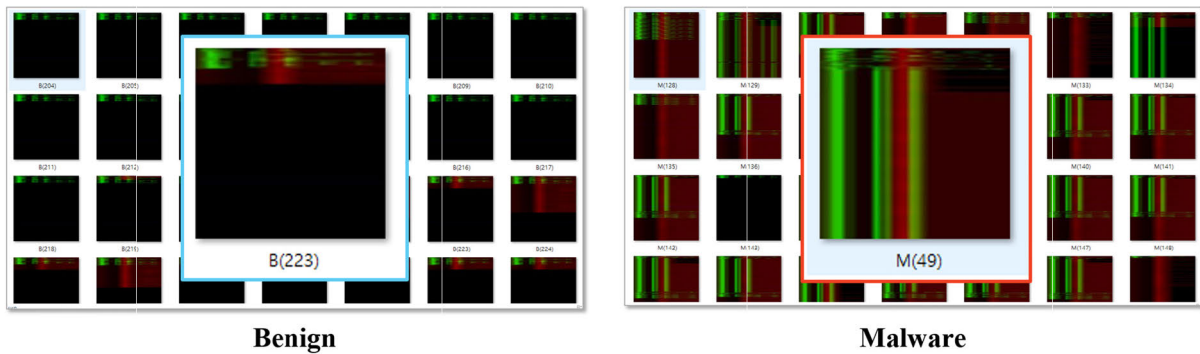 B(204)
B(205)
B(209)
B(210)
B(211)
B(212)
B(216)
B(217)
B(218)
B(219)
B(223)
B(224)
B(223)
Benign
M(128)
M(129)
M(133)
M(134)
M(135)
M(136)
M(140)
M(141)
M(142)
M(143)
M(147)
M(148)
M(49)
Malware